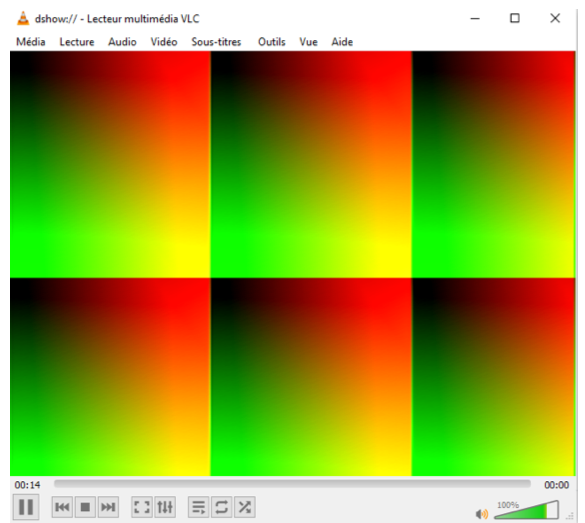 dshow:// - Lecteur multimédia VLC
Média Lecture Audio Vidéo Sous-titres Outils Vue Aide
00:14 00:00
100%